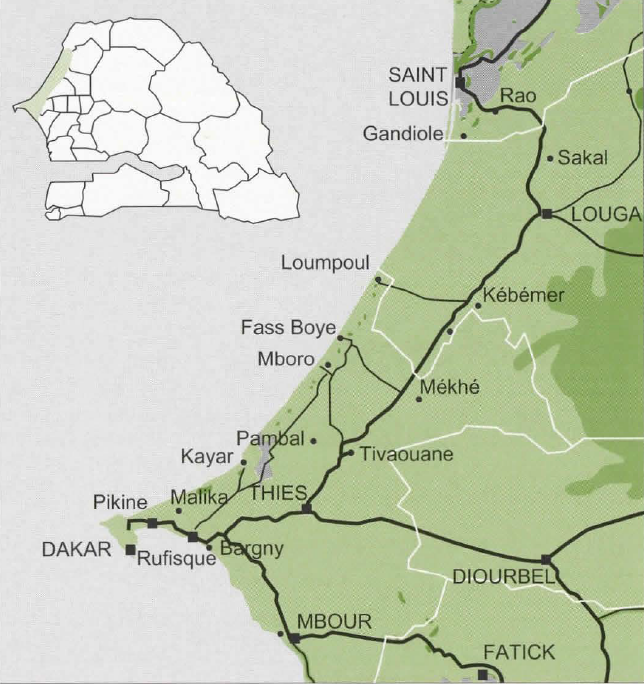 SAINT
LOUIS
Rao
Gandiole
Sakal
LOUGA
Loumpoul
Kébémer
Fass Boye
Mboro
Mékhé
Pambal
Kayar
Tivaouane
Pikine
Malika
THIES
DAKAR
Rufisque
Bargny
DIOURBEL
MBOUR
FATICK